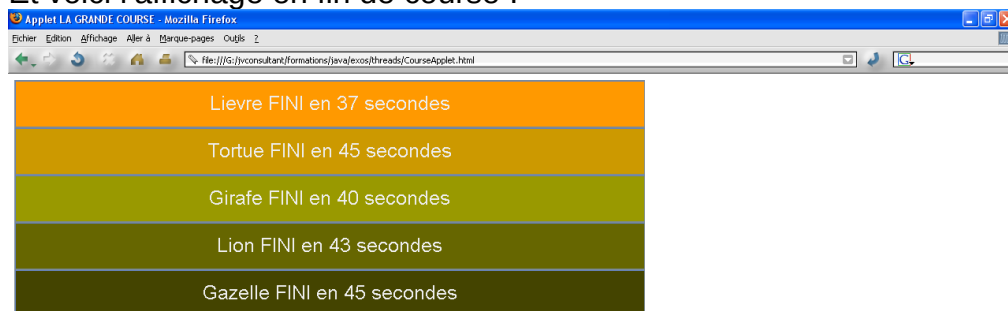 Et voici l'affichage en fin de course :
Applet LA GRANDE COURSE - Mozilla Firefox
Fichier Edition Affichage Aller à Marque-pages Outils ?
file:///G:/jvconsultant/formations/java/exos/threads/CourseApplet.html
Lievre FINI en 37 secondes
Tortue FINI en 45 secondes
Girafe FINI en 40 secondes
Lion FINI en 43 secondes
Gazelle FINI en 45 secondes